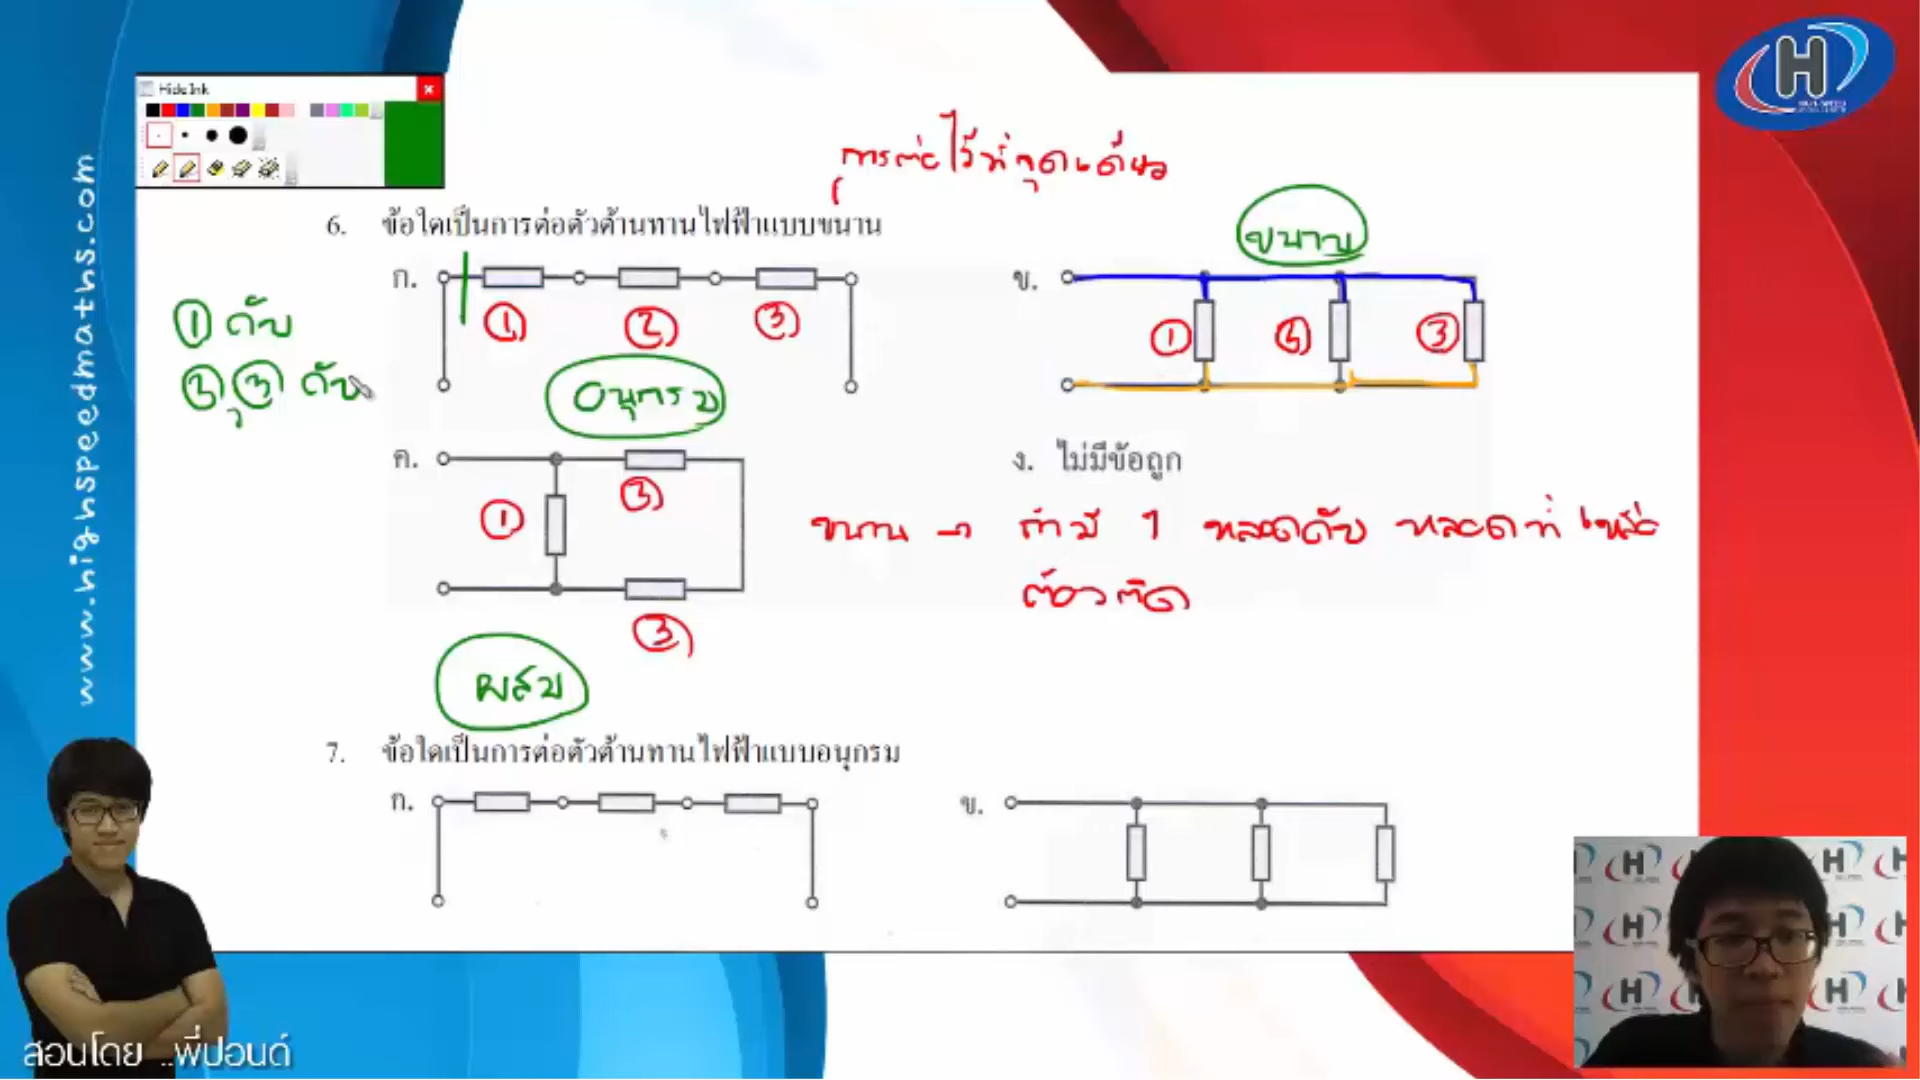 Hide Ink
การต่อไว้ที่จุดเดียว
6. ข้อใดเป็นการต่อตัวต้านทานไฟฟ้าแบบขนาน
ขนาน
ก.
ข.
① ② ③
① ③
① ดับ
②, ③ ดับ
อนุกรม
ค.
ง. ไม่มีข้อถูก
①
③
ขนาน → ถ้ามี 1 หลอดดับ หลอดที่เหลือ
ต้องติด
ผสม
7. ข้อใดเป็นการต่อตัวต้านทานไฟฟ้าแบบอนุกรม
ก.
ข.
www.highspeedmaths.com
สอนโดย ..พี่ปอนด์